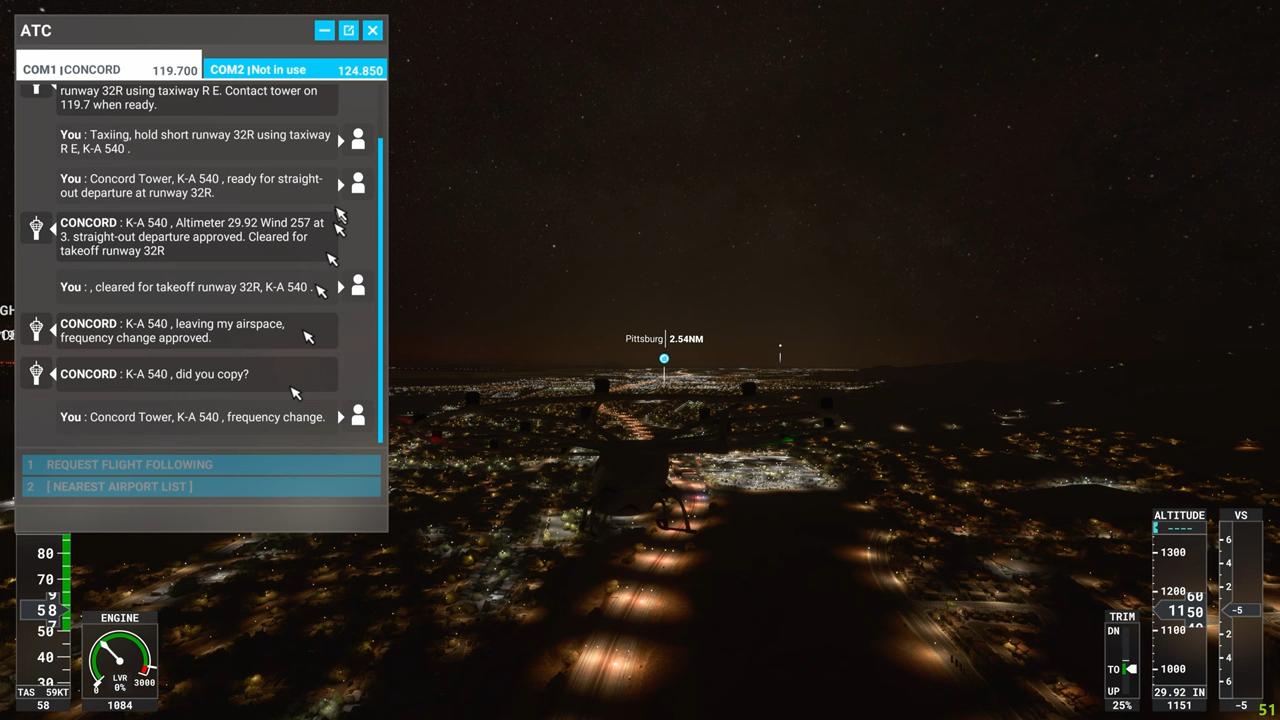 ATC
COM1 | CONCORD 119.700
COM2 | Not in use 124.850
runway 32R using taxiway R E. Contact tower on
119.7 when ready.
You : Taxiing, hold short runway 32R using taxiway
R E, K-A 540 .
You : Concord Tower, K-A 540 , ready for straight-
out departure at runway 32R.
CONCORD : K-A 540 , Altimeter 29.92 Wind 257 at
3. straight-out departure approved. Cleared for
takeoff runway 32R
You : , cleared for takeoff runway 32R, K-A 540 .
CONCORD : K-A 540 , leaving my airspace,
frequency change approved.
CONCORD : K-A 540 , did you copy?
You : Concord Tower, K-A 540 , frequency change.
1 REQUEST FLIGHT FOLLOWING
2 [ NEAREST AIRPORT LIST ]
Pittsburg | 2.54NM
80
70
9
58
7
50
40
30
TAS 59KT
58
ENGINE
LVR
0%
0
3000
1084
TRIM
DN
TO
UP
25%
ALTITUDE
----
1300
1200
1150
60
40
1100
1000
29.92 IN
1151
VS
6
4
2
-5
2
4
6
-5
51